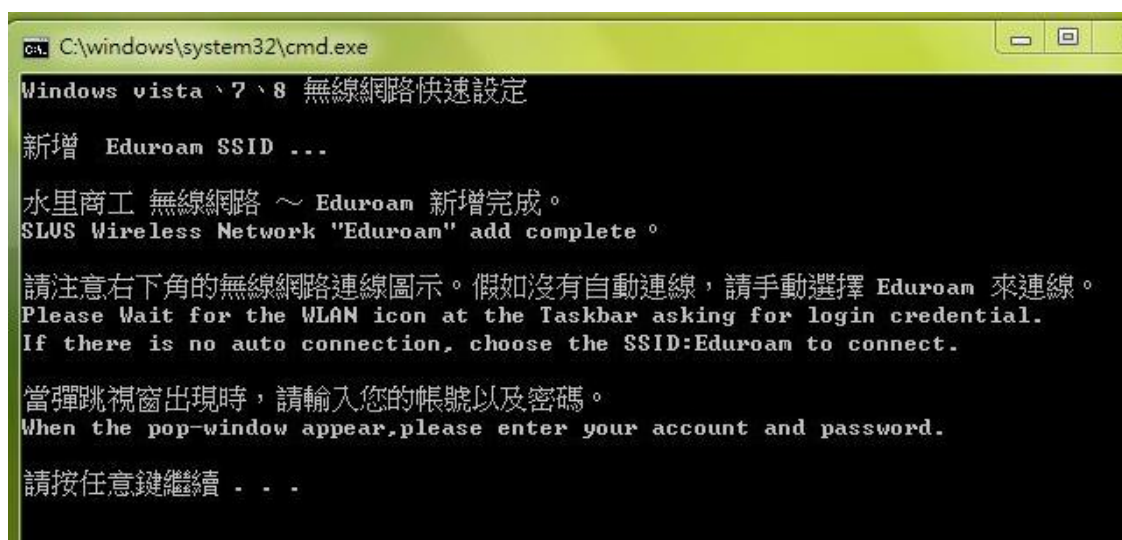 C:\windows\system32\cmd.exe
Windows vista、7、8 無線網路快速設定
新增  Eduroam SSID ...
水里商工 無線網路 ～ Eduroam 新增完成。
SLVS Wireless Network "Eduroam" add complete。
請注意右下角的無線網路連線圖示。假如沒有自動連線，請手動選擇 Eduroam 來連線。
Please Wait for the WLAN icon at the Taskbar asking for login credential.
If there is no auto connection, choose the SSID:Eduroam to connect.
當彈跳視窗出現時，請輸入您的帳號以及密碼。
When the pop-window appear,please enter your account and password.
請按任意鍵繼續 . . .